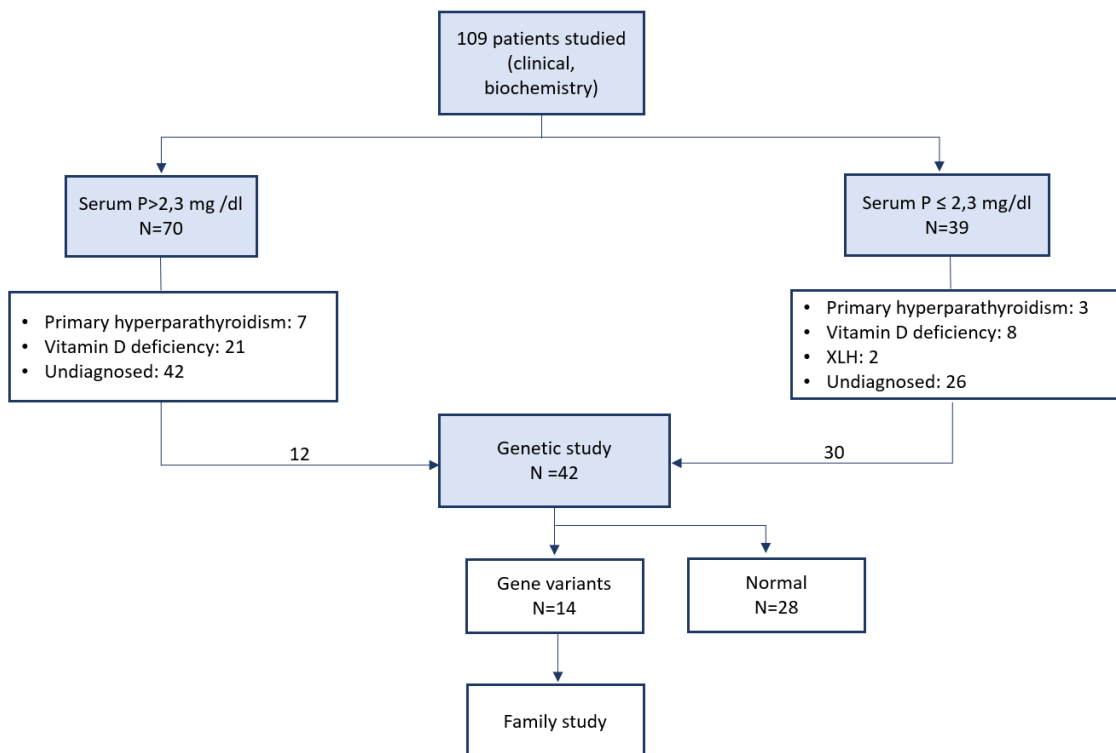 109 patients studied
(clinical,
biochemistry)
Serum P>2,3 mg /dl
N=70
Serum P ≤ 2,3 mg/dl
N=39
• Primary hyperparathyroidism: 7
• Vitamin D deficiency: 21
• Undiagnosed: 42
• Primary hyperparathyroidism: 3
• Vitamin D deficiency: 8
• XLH: 2
• Undiagnosed: 26
12
Genetic study
N =42
30
Gene variants
N=14
Normal
N=28
Family study